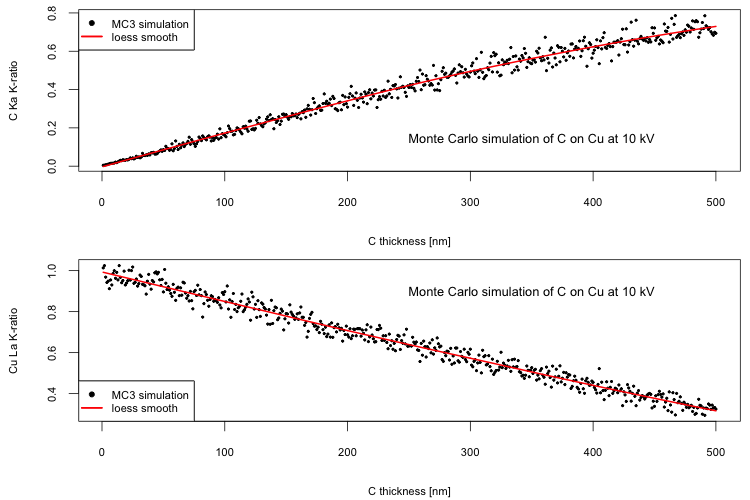 MC3 simulation
loess smooth
C Ka K-ratio
0.8
0.6
0.4
0.2
0.0
Monte Carlo simulation of C on Cu at 10 kV
0 100 200 300 400 500
C thickness [nm]
Cu La K-ratio
1.0
0.8
0.6
0.4
Monte Carlo simulation of C on Cu at 10 kV
MC3 simulation
loess smooth
0 100 200 300 400 500
C thickness [nm]